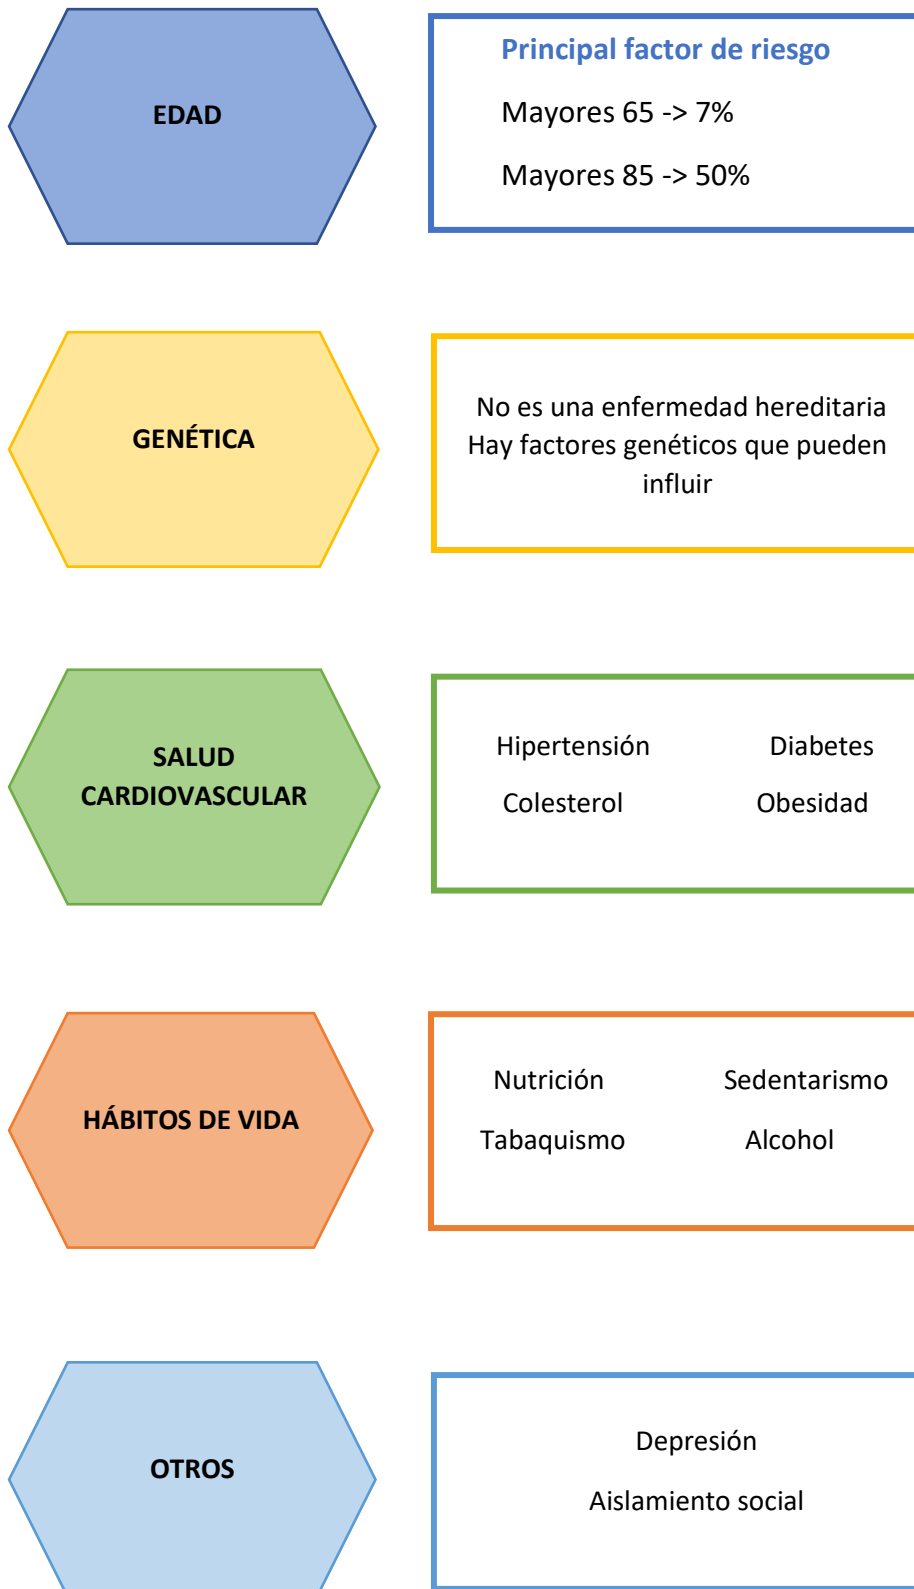 EDAD
Principal factor de riesgo
Mayores 65 -> 7%
Mayores 85 -> 50%
GENÉTICA
No es una enfermedad hereditaria
Hay factores genéticos que pueden
influir
SALUD
CARDIOVASCULAR
Hipertensión Diabetes
Colesterol Obesidad
HÁBITOS DE VIDA
Nutrición Sedentarismo
Tabaquismo Alcohol
OTROS
Depresión
Aislamiento social